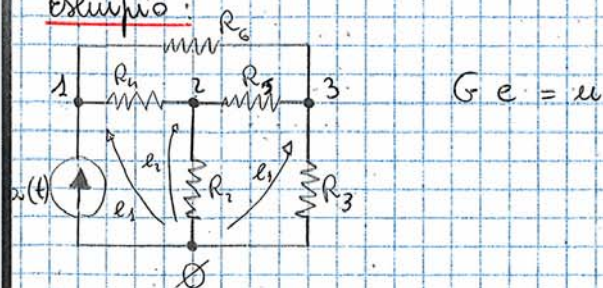 Esempio :
R6
1 R4 2 R5 3 G e = u
(t) e1 e2 R2 e3 R3
∅